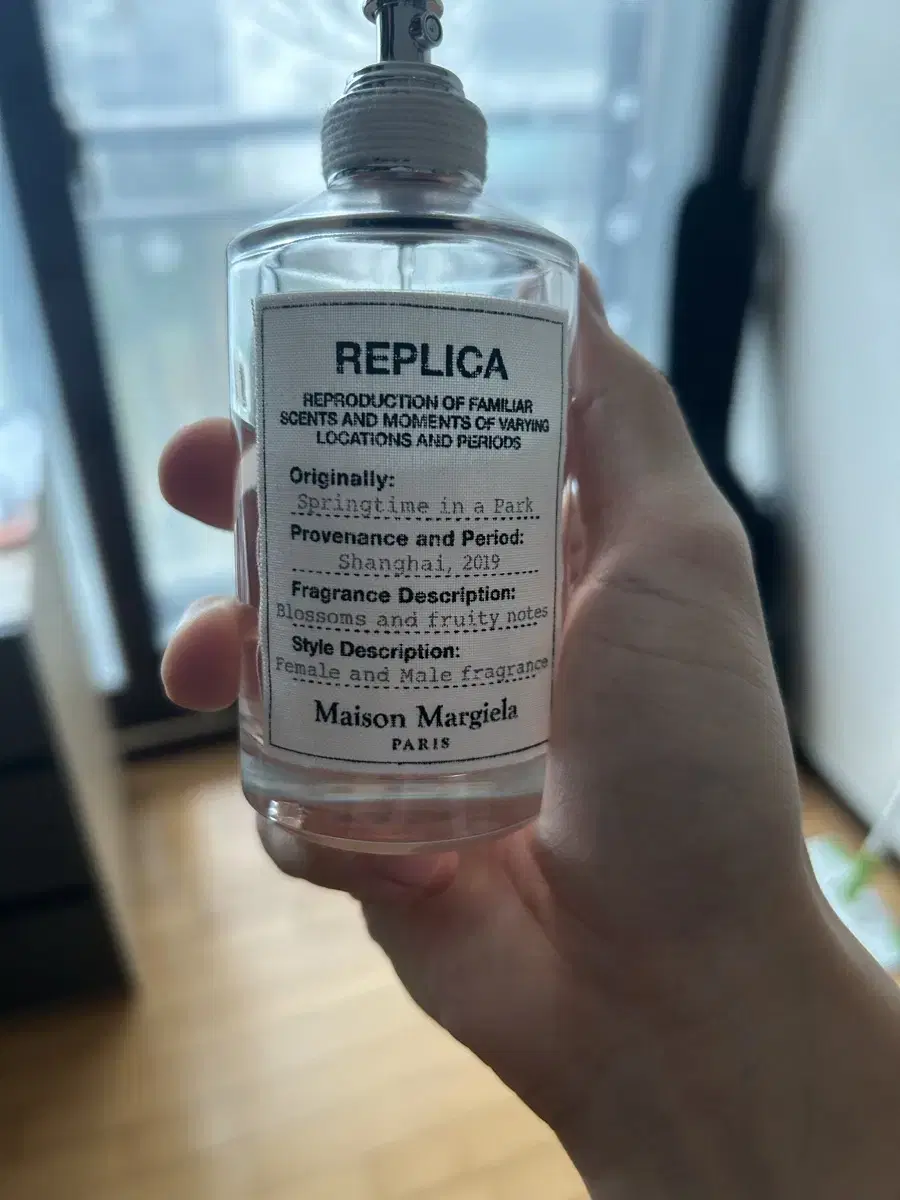 REPLICA
REPRODUCTION OF FAMILIAR
SCENTS AND MOMENTS OF VARYING
LOCATIONS AND PERIODS
Originally:
Springtime in a Park
Provenance and Period:
Shanghai, 2019
Fragrance Description:
Blossoms and fruity notes
Style Description:
Female and Male fragrance
Maison Margiela
PARIS